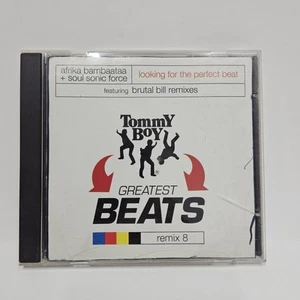 afrika bambaataa
+ soul sonic force
looking for the perfect beat
featuring brutal bill remixes
Tommy
Boy
GREATEST
BEATS
remix 8